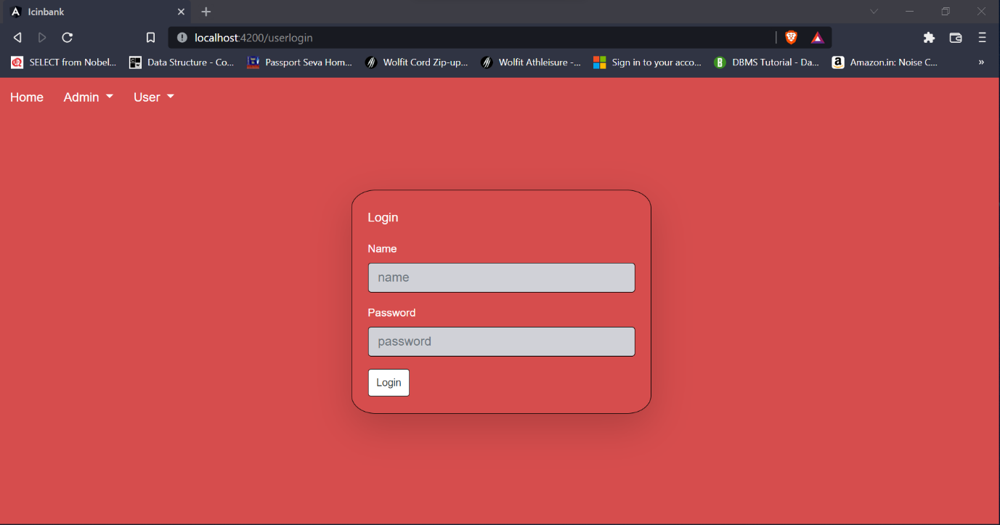 Icinbank
localhost:4200/userlogin
SELECT from Nobel... Data Structure - Co... Passport Seva Hom... Wolfit Cord Zip-up... Wolfit Athleisure -... Sign in to your acco... DBMS Tutorial - Da... Amazon.in: Noise C... »
Home Admin User
Login
Name
name
Password
password
Login